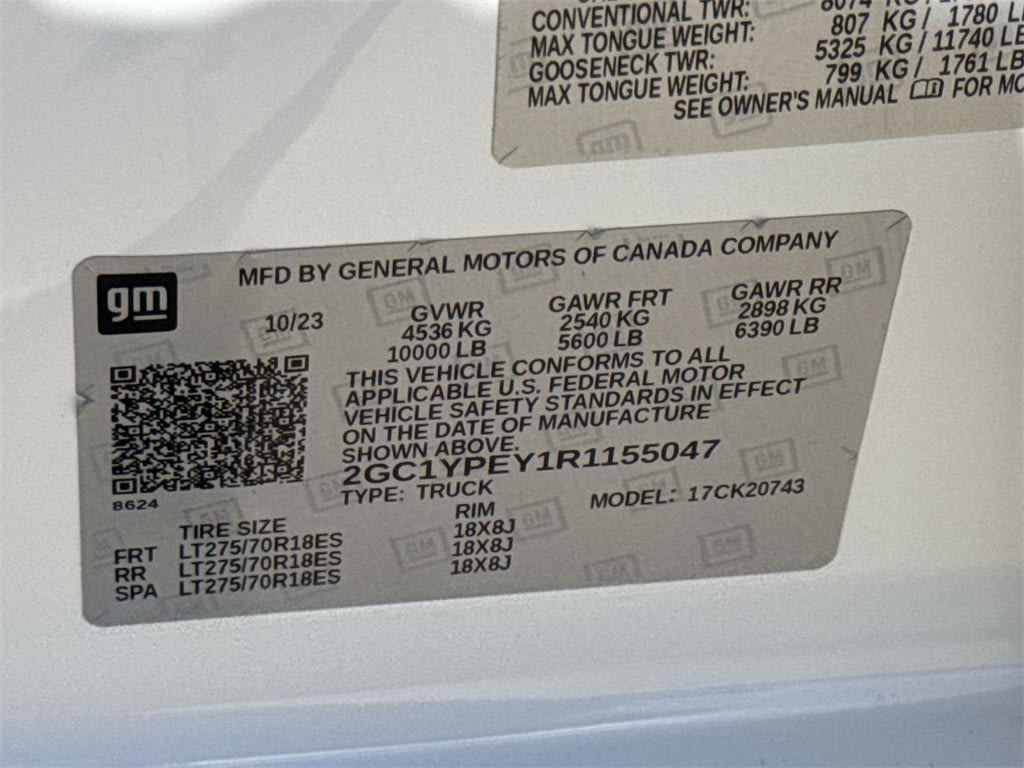 CONVENTIONAL TWR: 8074 KG
MAX TONGUE WEIGHT: 807 KG/ 1780
GOOSENECK TWR: 5325 KG/11740 LB
MAX TONGUE WEIGHT: 799 KG/ 1761 LB
SEE OWNER'S MANUAL FOR
gm
MFD BY GENERAL MOTORS OF CANADA COMPANY
10/23 GVWR GAWR FRT GAWR RR
4536 KG 2540 KG 2898 KG
10000 LB 5600 LB 6390 LB
THIS VEHICLE CONFORMS TO ALL
APPLICABLE U.S. FEDERAL MOTOR
VEHICLE SAFETY STANDARDS IN EFFECT
ON THE DATE OF MANUFACTURE
SHOWN ABOVE.
2GC1YPEY1R1155047
8624 TYPE: TRUCK MODEL: 17CK20743
TIRE SIZE RIM
FRT LT275/70R18ES 18X8J
RR LT275/70R18ES 18X8J
SPA LT275/70R18ES 18X8J